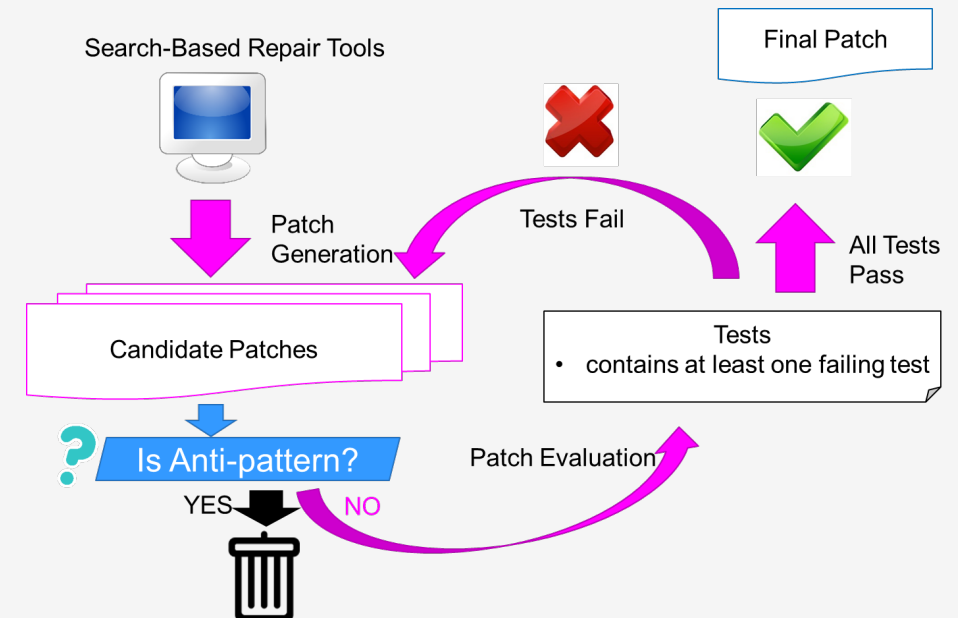 Search-Based Repair Tools
Final Patch
Patch
Generation
Tests Fail
All Tests
Pass
Candidate Patches
Tests
• contains at least one failing test
? Is Anti-pattern?
Patch Evaluation
YES
NO